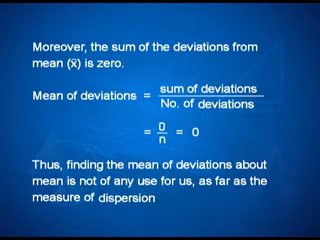 Moreover, the sum of the deviations from
mean (x̄) is zero.
Mean of deviations = sum of deviations / No. of deviations
= 0 / n = 0
Thus, finding the mean of deviations about
mean is not of any use for us, as far as the
measure of dispersion